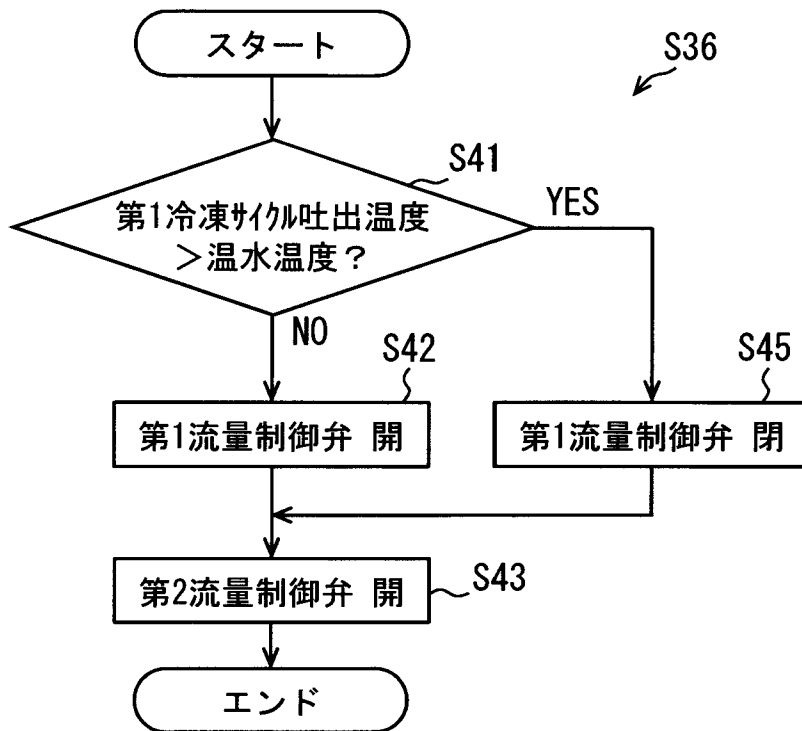 スタート
S36
S41
第1冷凍ｻｲｸﾙ吐出温度
＞温水温度？
YES
NO
S42
S45
第1流量制御弁 開
第1流量制御弁 閉
第2流量制御弁 開
S43
エンド